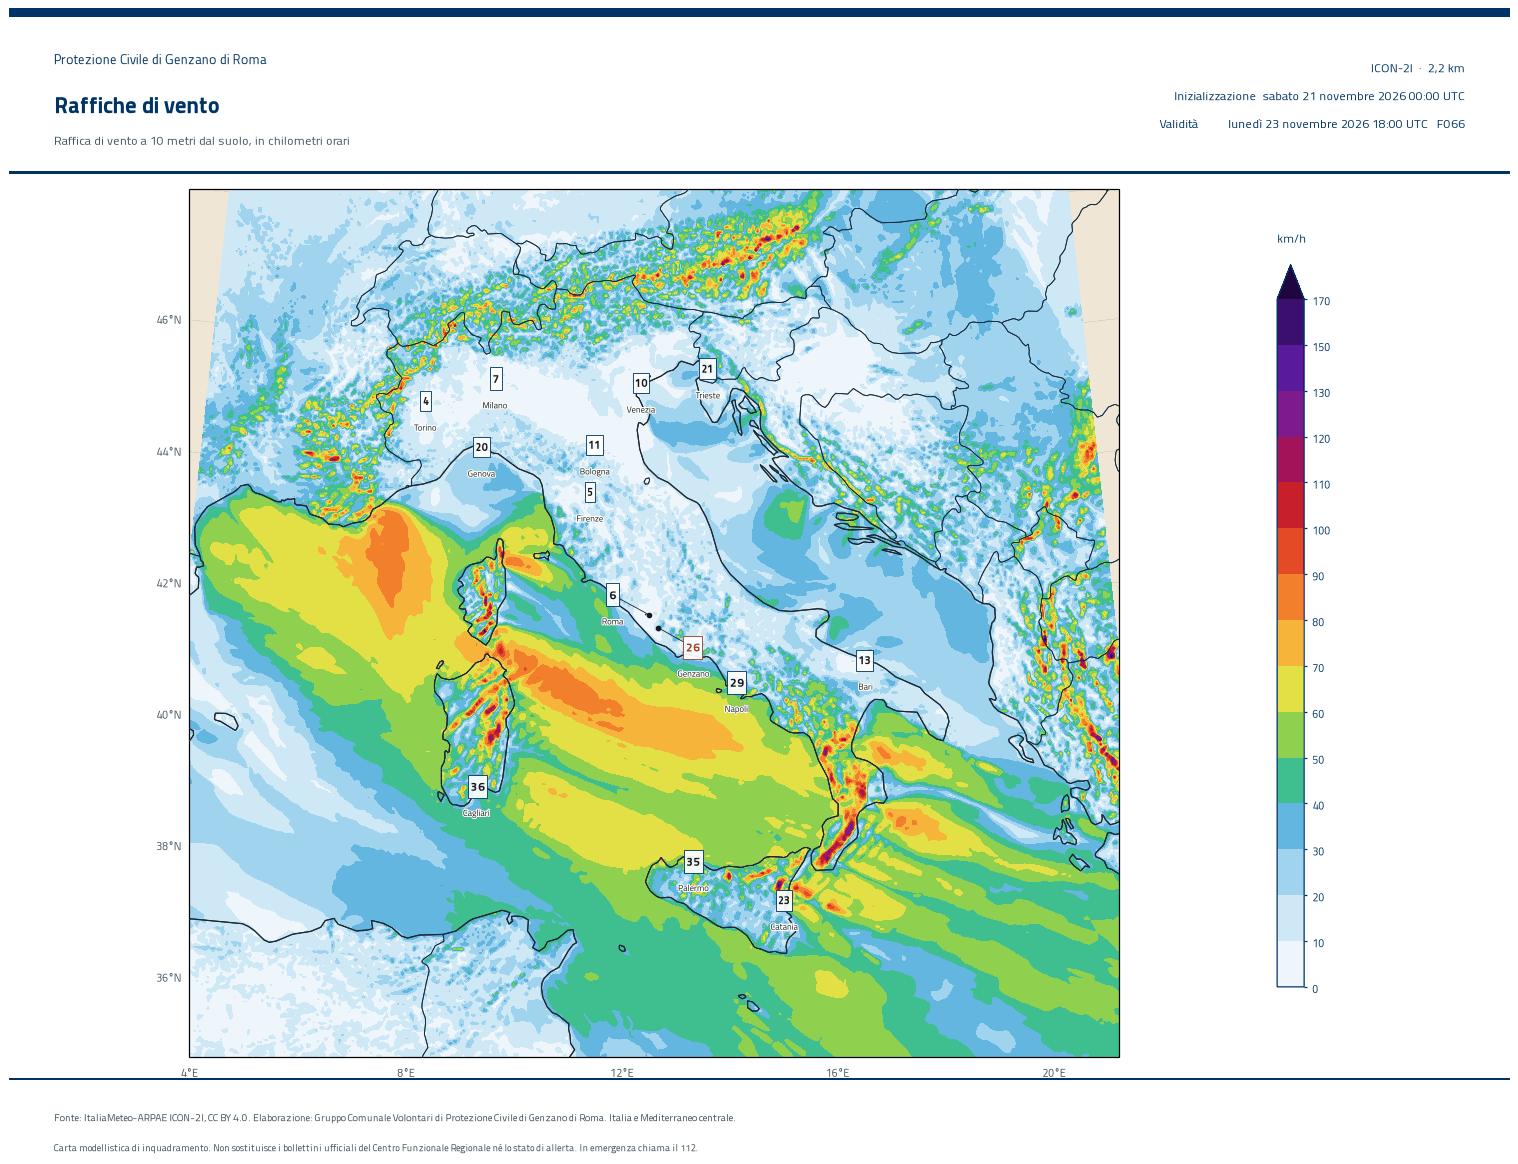 Protezione Civile di Genzano di Roma
Raffiche di vento
Raffica di vento a 10 metri dal suolo, in chilometri orari
ICON-2I · 2,2 km
Inizializzazione sabato 21 novembre 2026 00:00 UTC
Validità lunedì 23 novembre 2026 18:00 UTC F066
km/h
170
150
130
120
110
100
90
80
70
60
50
40
30
20
10
0
46°N
44°N
42°N
40°N
38°N
36°N
4°E
8°E
12°E
16°E
20°E
21
Trieste
7
Milano
10
Venezia
4
Torino
20
Genova
11
Bologna
5
Firenze
6
Roma
26
Genzano
13
Bari
29
Napoli
36
Cagliari
35
Palermo
23
Catania
Fonte: ItaliaMeteo-ARPAE ICON-2I, CC BY 4.0. Elaborazione: Gruppo Comunale Volontari di Protezione Civile di Genzano di Roma. Italia e Mediterraneo centrale.
Carta modellistica di inquadramento. Non sostituisce i bollettini ufficiali del Centro Funzionale Regionale né lo stato di allerta. In emergenza chiama il 112.